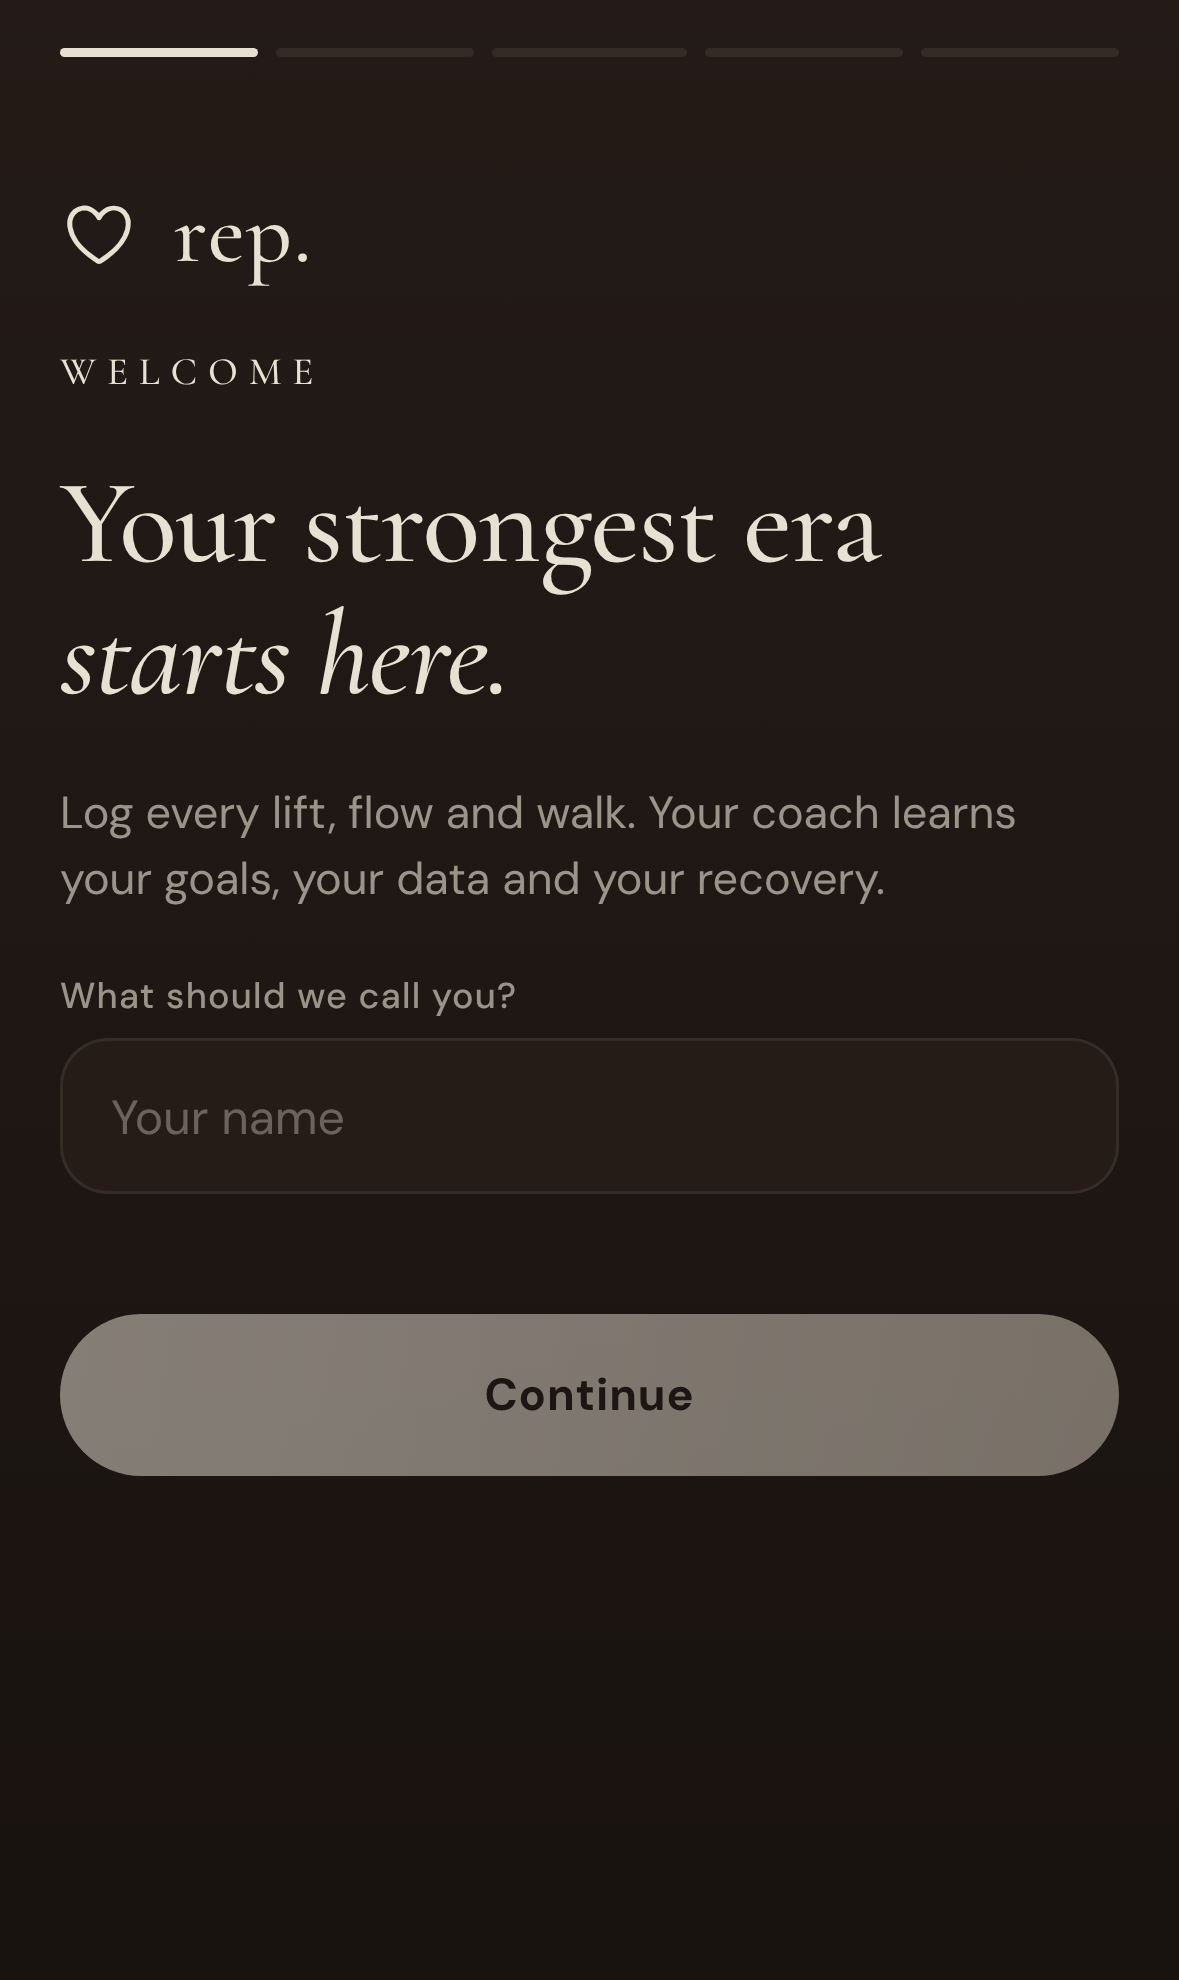 rep.
WELCOME
Your strongest era
starts here.
Log every lift, flow and walk. Your coach learns
your goals, your data and your recovery.
What should we call you?
Your name
Continue